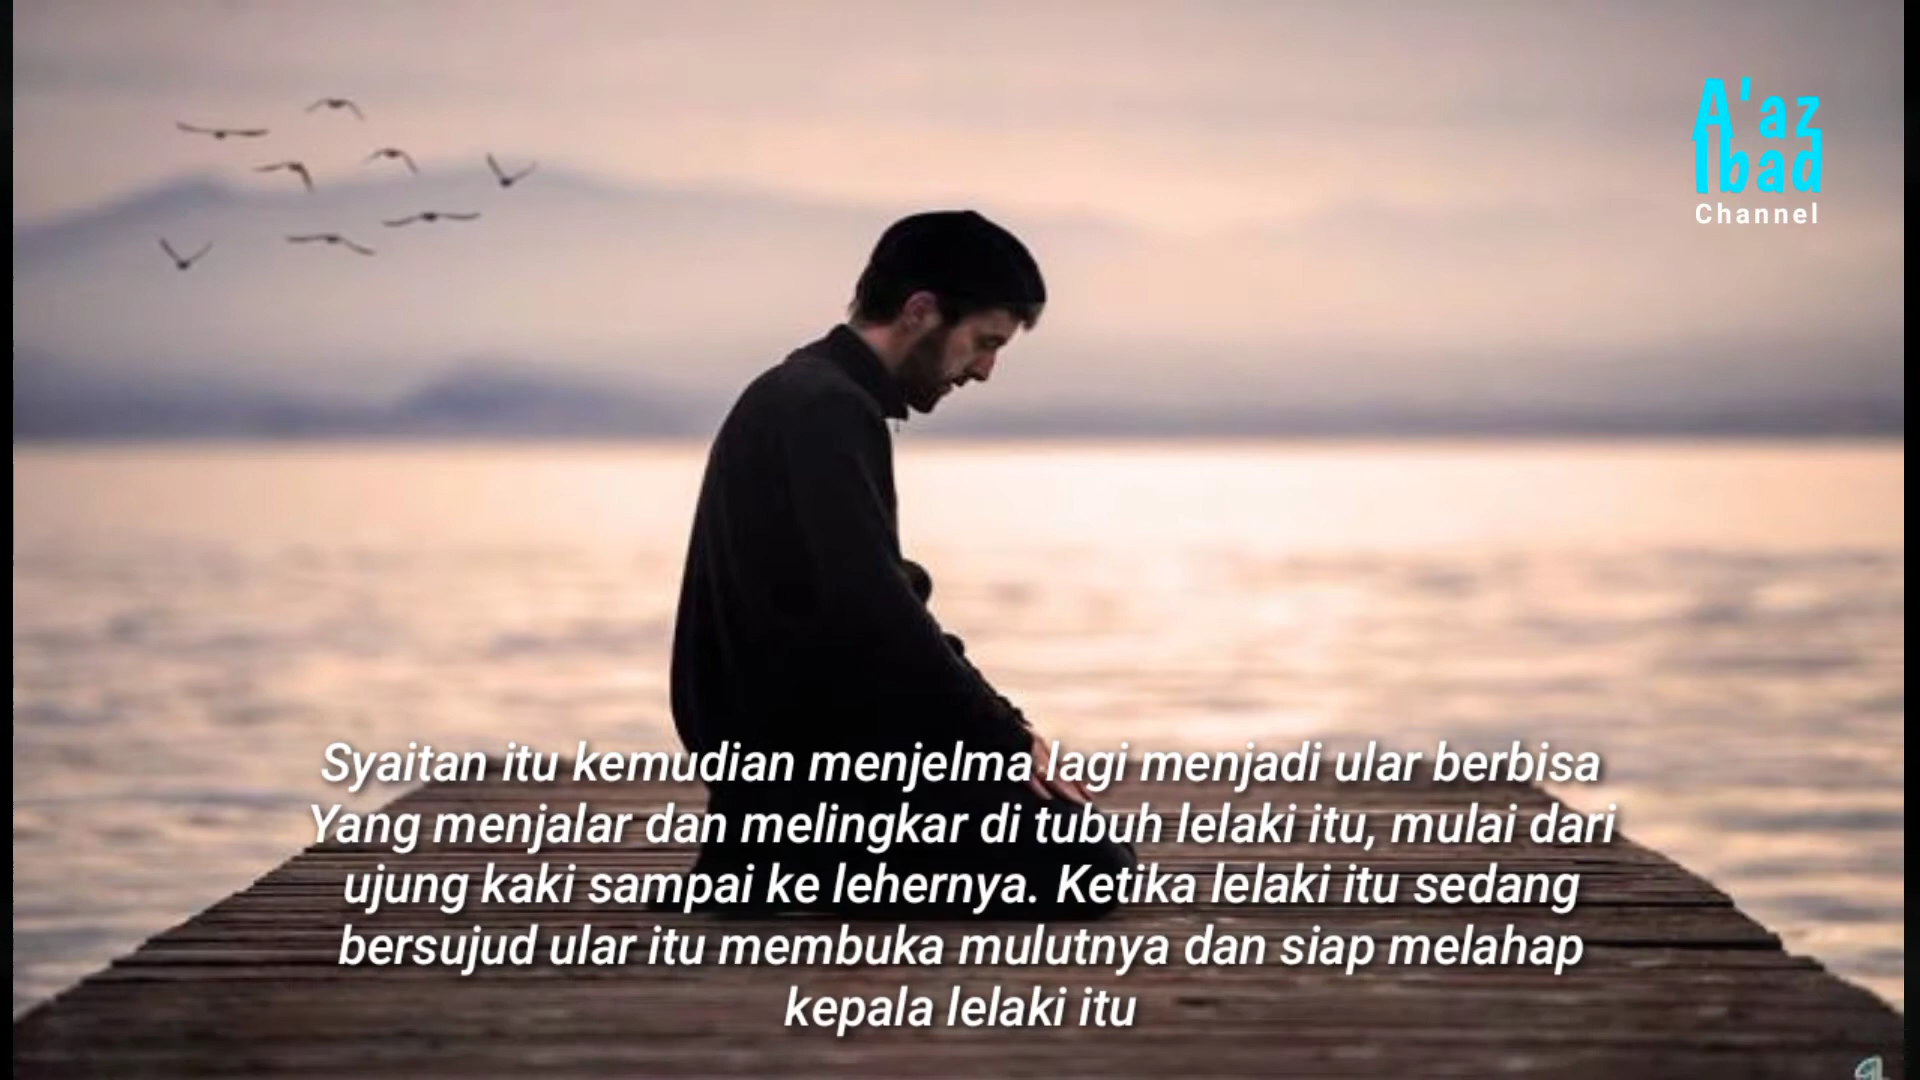 A'az
Ibad
Channel
Syaitan itu kemudian menjelma lagi menjadi ular berbisa
Yang menjalar dan melingkar di tubuh lelaki itu, mulai dari
ujung kaki sampai ke lehernya. Ketika lelaki itu sedang
bersujud ular itu membuka mulutnya dan siap melahap
kepala lelaki itu